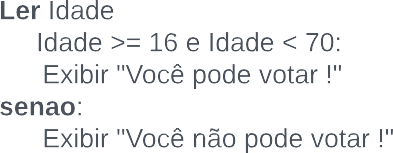 Ler Idade
Idade >= 16 e Idade < 70:
Exibir "Você pode votar !"
senao:
Exibir "Você não pode votar !"